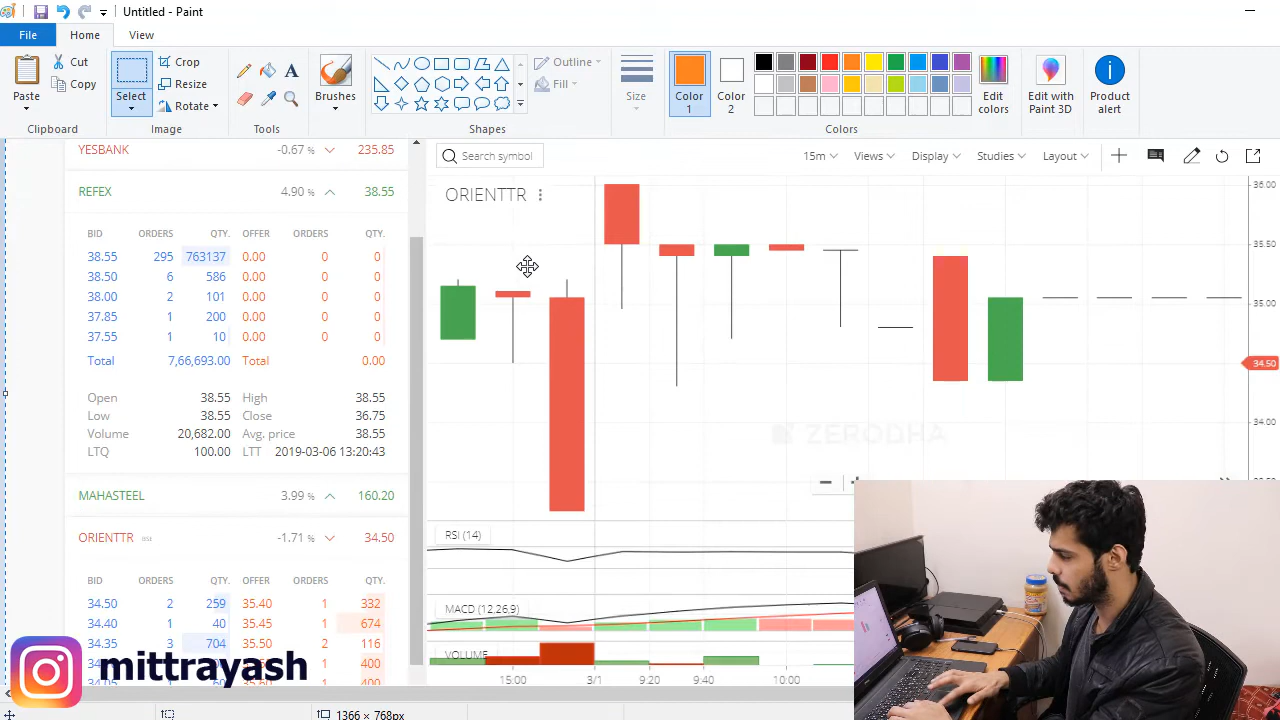 Untitled - Paint
File Home View
Paste Cut Copy Clipboard
Select Crop Resize Rotate Image
Tools
Brushes
Shapes Outline Fill
Size
Color 1 Color 2 Edit colors Colors
Edit with Paint 3D
Product alert
YESBANK -0.67 % 235.85
REFEX 4.90 % 38.55
BID ORDERS QTY. OFFER ORDERS QTY.
38.55 295 763137 0.00 0 0
38.50 6 586 0.00 0 0
38.00 2 101 0.00 0 0
37.85 1 200 0.00 0 0
37.55 1 10 0.00 0 0
Total 7,66,693.00 Total 0.00
Open 38.55 High 38.55
Low 38.55 Close 36.75
Volume 20,682.00 Avg. price 38.55
LTQ 100.00 LTT 2019-03-06 13:20:43
MAHASTEEL 3.99 % 160.20
ORIENTTR BSE -1.71 % 34.50
BID ORDERS QTY. OFFER ORDERS QTY.
34.50 2 259 35.40 1 332
34.40 1 40 35.45 1 674
34.35 3 704 35.50 2 116
1 400
1 400
Search symbol 15m Views Display Studies Layout
ORIENTTR
36.00
35.50
35.00
34.50
34.00
ZERODHA
RSI (14)
MACD (12,26,9)
VOLUME
15:00 3/1 9:20 9:40 10:00
1366 × 768px
mittrayash